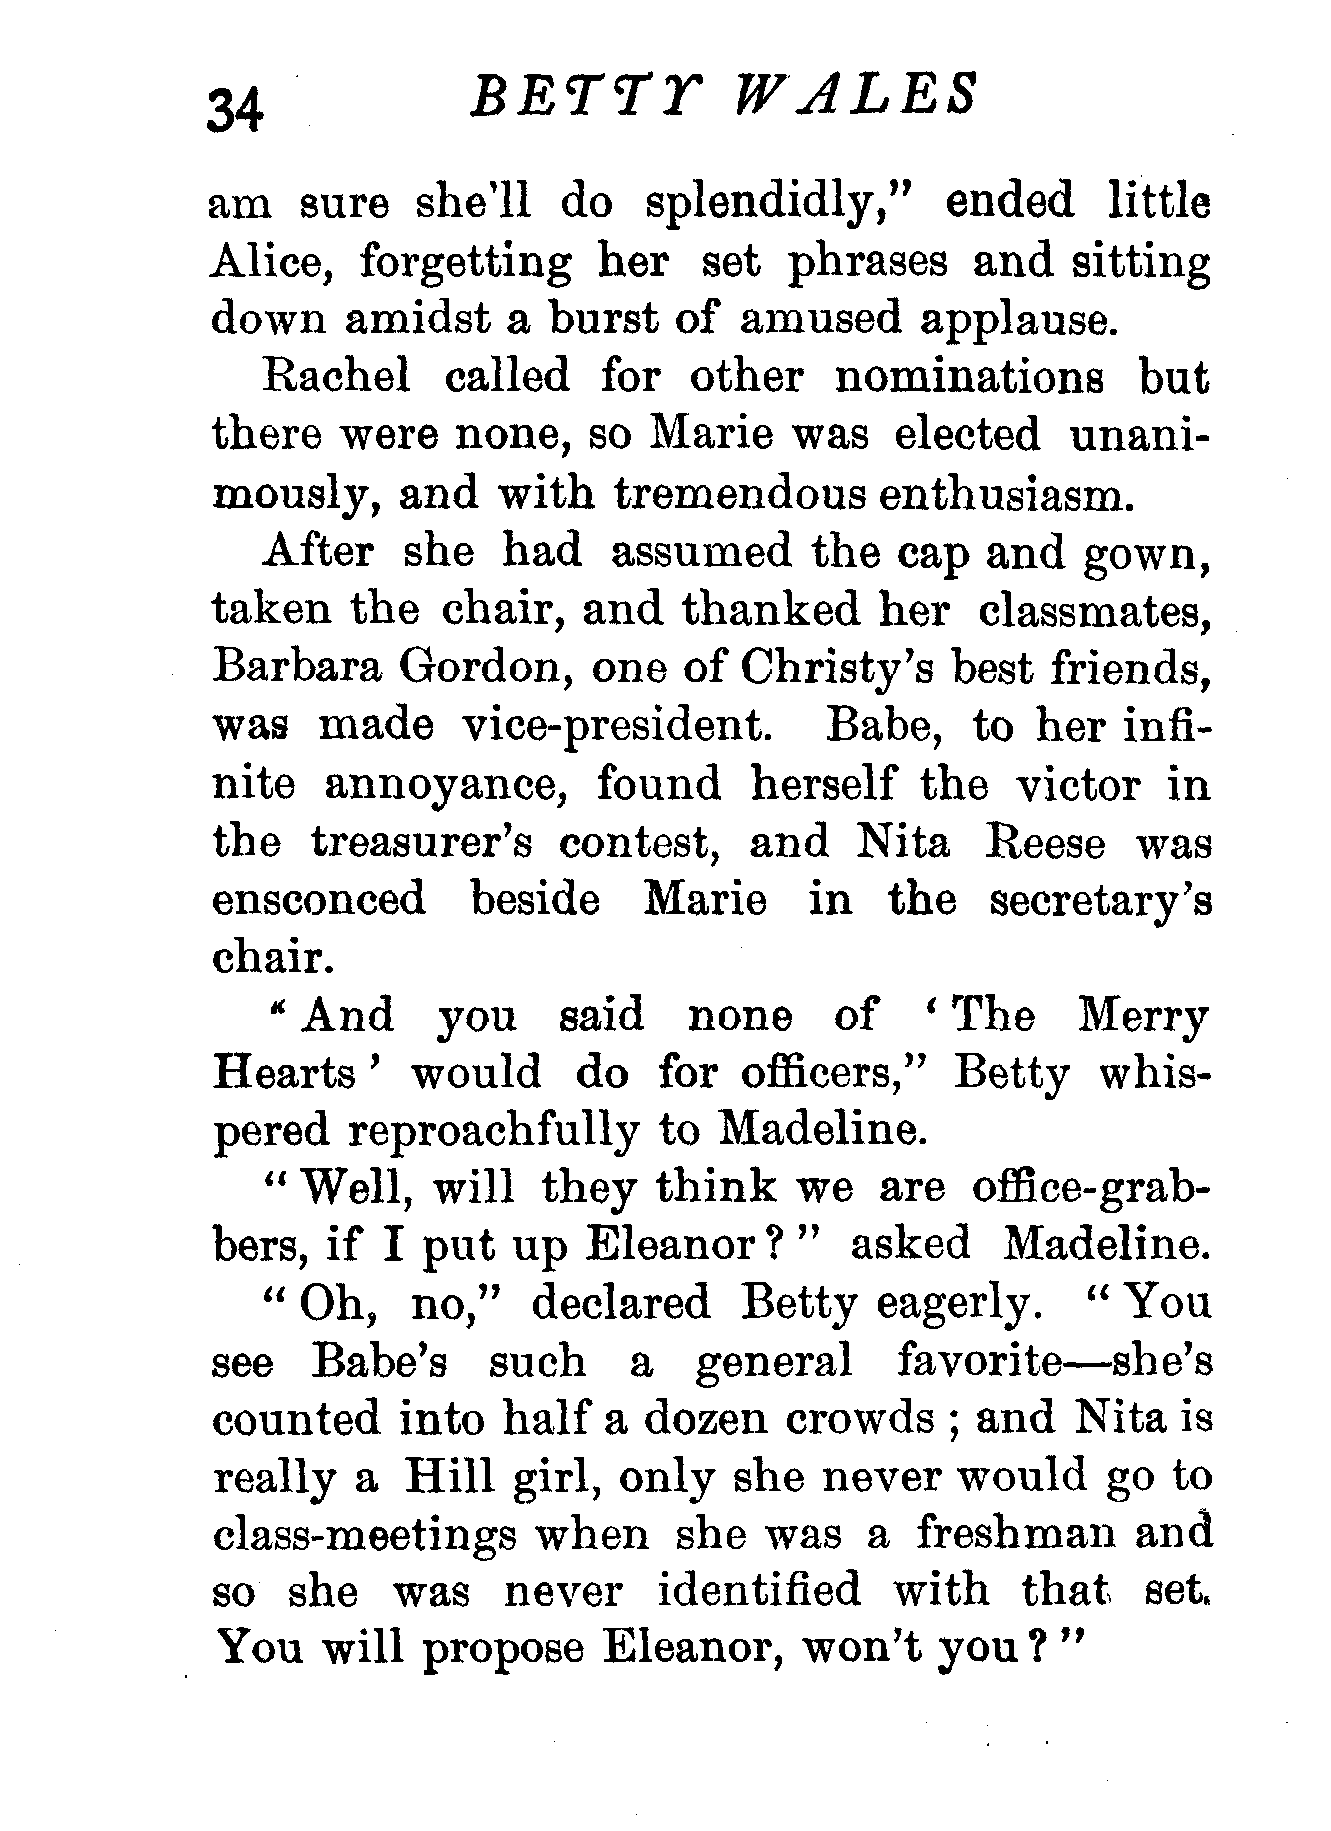 34 BETTY WALES
am sure she'll do splendidly," ended little
Alice, forgetting her set phrases and sitting
down amidst a burst of amused applause.
Rachel called for other nominations but
there were none, so Marie was elected unani-
mously, and with tremendous enthusiasm.
After she had assumed the cap and gown,
taken the chair, and thanked her classmates,
Barbara Gordon, one of Christy's best friends,
was made vice-president. Babe, to her infi-
nite annoyance, found herself the victor in
the treasurer's contest, and Nita Reese was
ensconced beside Marie in the secretary's
chair.
"And you said none of 'The Merry
Hearts' would do for officers," Betty whis-
pered reproachfully to Madeline.
"Well, will they think we are office-grab-
bers, if I put up Eleanor?" asked Madeline.
"Oh, no," declared Betty eagerly. "You
see Babe's such a general favorite—she's
counted into half a dozen crowds; and Nita is
really a Hill girl, only she never would go to
class-meetings when she was a freshman and
so she was never identified with that set.
You will propose Eleanor, won't you?"